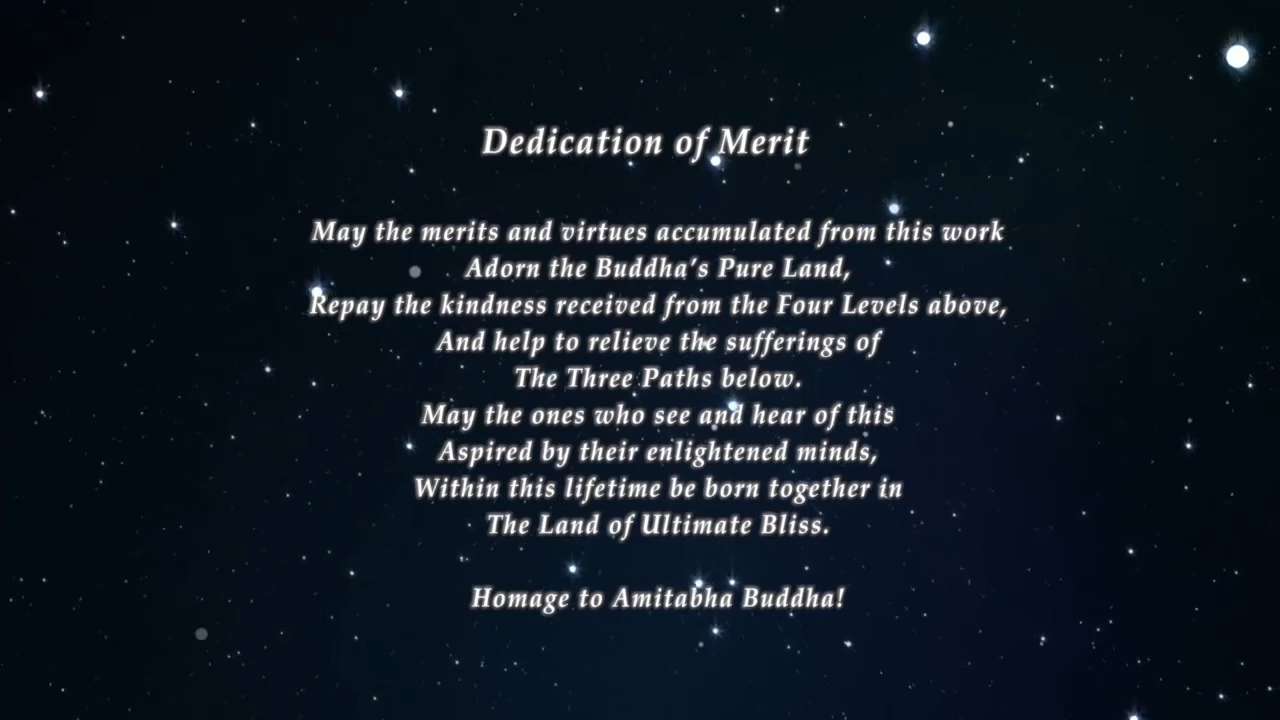 Dedication of Merit
May the merits and virtues accumulated from this work
Adorn the Buddha’s Pure Land,
Repay the kindness received from the Four Levels above,
And help to relieve the sufferings of
The Three Paths below.
May the ones who see and hear of this
Aspired by their enlightened minds,
Within this lifetime be born together in
The Land of Ultimate Bliss.
Homage to Amitabha Buddha!